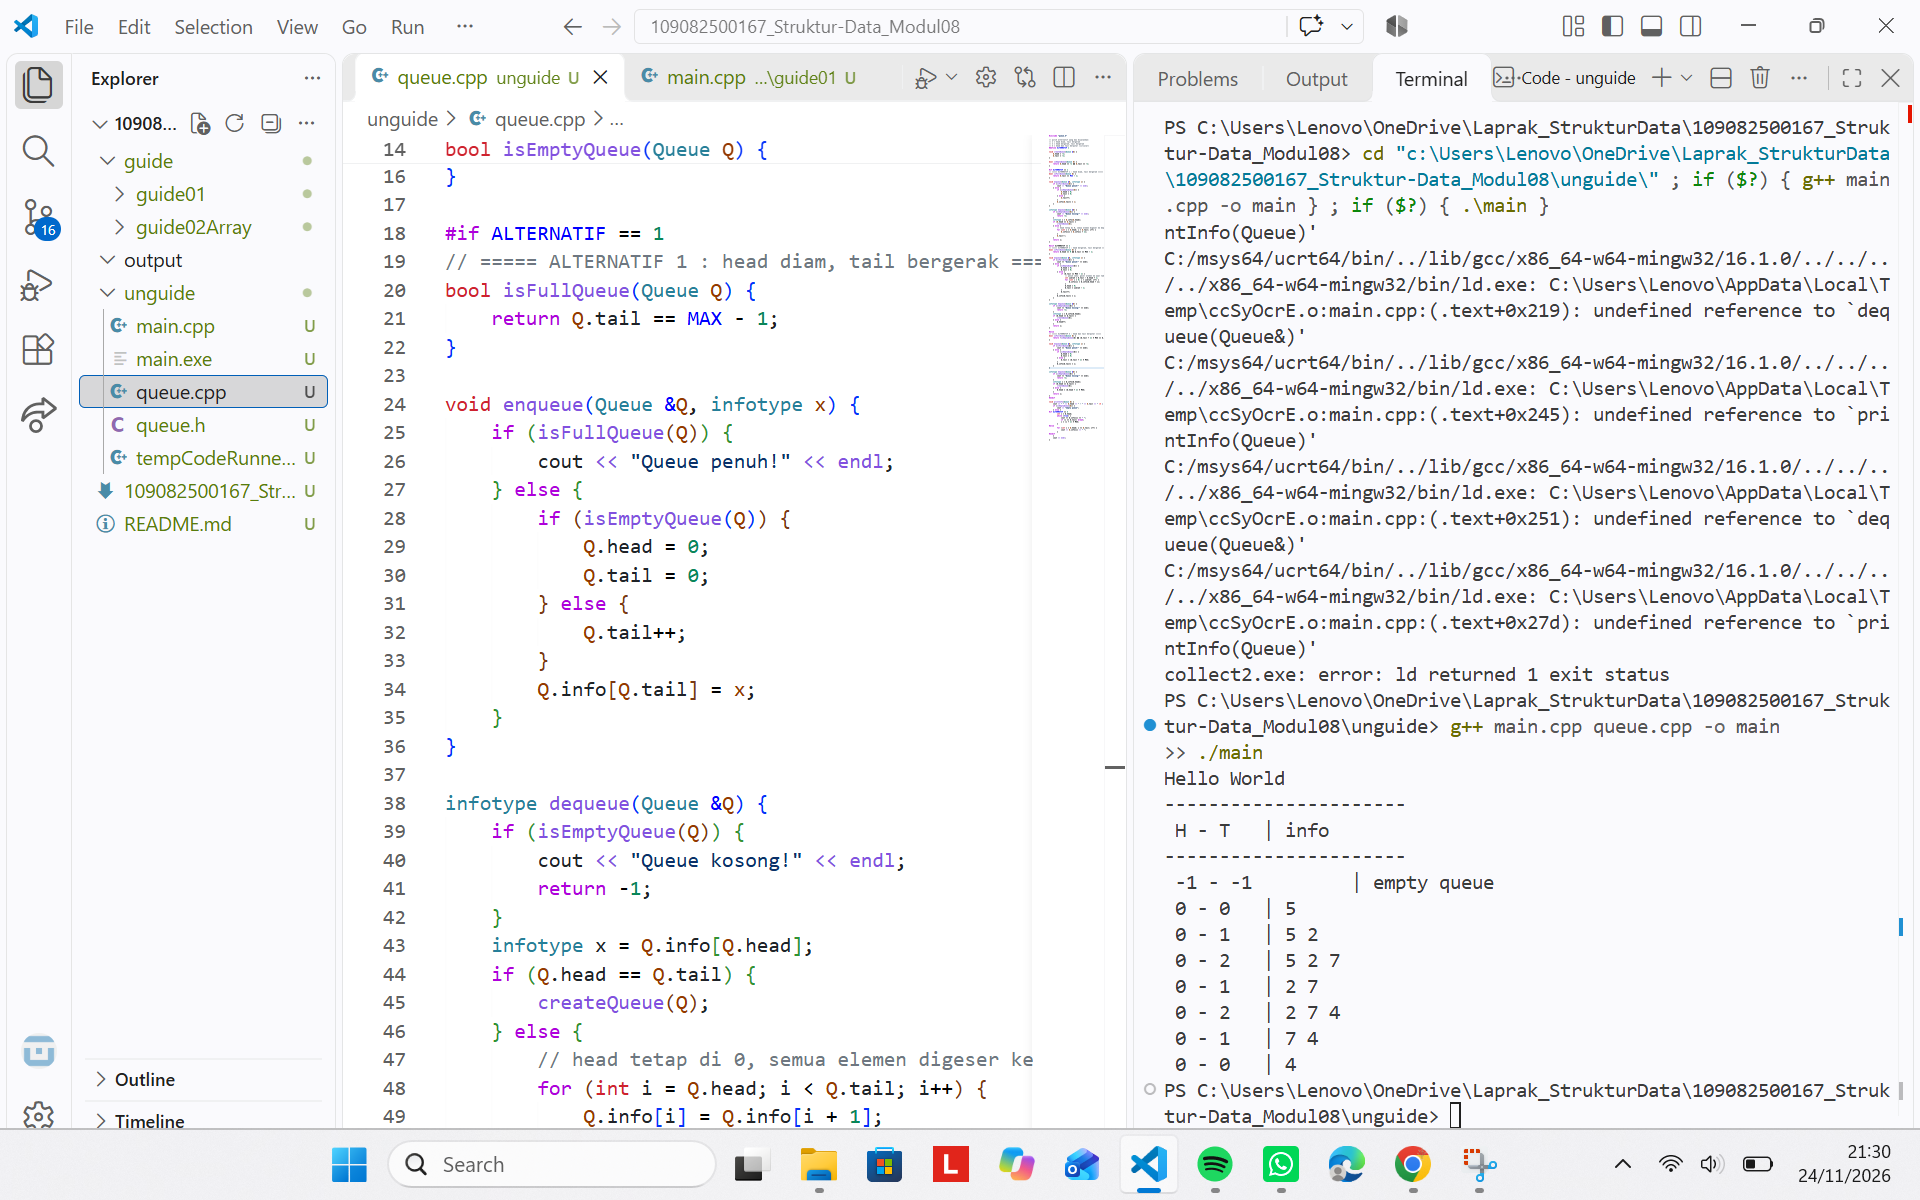 File Edit Selection View Go Run ··· 109082500167_Struktur-Data_Modul08
Explorer
10908...
guide
guide01
guide02Array
output
unguide
main.cpp U
main.exe U
queue.cpp U
queue.h U
tempCodeRunne... U
109082500167_Str... U
README.md U
16
Outline
Timeline
queue.cpp unguide U
main.cpp ...\guide01 U
unguide > queue.cpp > ...
14 bool isEmptyQueue(Queue Q) {
16 }
17
18 #if ALTERNATIF == 1
19 // ===== ALTERNATIF 1 : head diam, tail bergerak ===
20 bool isFullQueue(Queue Q) {
21 return Q.tail == MAX - 1;
22 }
23
24 void enqueue(Queue &Q, infotype x) {
25 if (isFullQueue(Q)) {
26 cout << "Queue penuh!" << endl;
27 } else {
28 if (isEmptyQueue(Q)) {
29 Q.head = 0;
30 Q.tail = 0;
31 } else {
32 Q.tail++;
33 }
34 Q.info[Q.tail] = x;
35 }
36 }
37
38 infotype dequeue(Queue &Q) {
39 if (isEmptyQueue(Q)) {
40 cout << "Queue kosong!" << endl;
41 return -1;
42 }
43 infotype x = Q.info[Q.head];
44 if (Q.head == Q.tail) {
45 createQueue(Q);
46 } else {
47 // head tetap di 0, semua elemen digeser ke
48 for (int i = Q.head; i < Q.tail; i++) {
49 Q.info[i] = Q.info[i + 1];
Problems Output Terminal Code - unguide
PS C:\Users\Lenovo\OneDrive\Laprak_StrukturData\109082500167_Struk
tur-Data_Modul08> cd "c:\Users\Lenovo\OneDrive\Laprak_StrukturData
\109082500167_Struktur-Data_Modul08\unguide\" ; if ($?) { g++ main
.cpp -o main } ; if ($?) { .\main }
ntInfo(Queue)'
C:/msys64/ucrt64/bin/../lib/gcc/x86_64-w64-mingw32/16.1.0/../../..
/../x86_64-w64-mingw32/bin/ld.exe: C:\Users\Lenovo\AppData\Local\T
emp\ccSyOcrE.o:main.cpp:(.text+0x219): undefined reference to `deq
ueue(Queue&)'
C:/msys64/ucrt64/bin/../lib/gcc/x86_64-w64-mingw32/16.1.0/../../..
/../x86_64-w64-mingw32/bin/ld.exe: C:\Users\Lenovo\AppData\Local\T
emp\ccSyOcrE.o:main.cpp:(.text+0x245): undefined reference to `pri
ntInfo(Queue)'
C:/msys64/ucrt64/bin/../lib/gcc/x86_64-w64-mingw32/16.1.0/../../..
/../x86_64-w64-mingw32/bin/ld.exe: C:\Users\Lenovo\AppData\Local\T
emp\ccSyOcrE.o:main.cpp:(.text+0x251): undefined reference to `deq
ueue(Queue&)'
C:/msys64/ucrt64/bin/../lib/gcc/x86_64-w64-mingw32/16.1.0/../../..
/../x86_64-w64-mingw32/bin/ld.exe: C:\Users\Lenovo\AppData\Local\T
emp\ccSyOcrE.o:main.cpp:(.text+0x27d): undefined reference to `pri
ntInfo(Queue)'
collect2.exe: error: ld returned 1 exit status
PS C:\Users\Lenovo\OneDrive\Laprak_StrukturData\109082500167_Struk
tur-Data_Modul08\unguide> g++ main.cpp queue.cpp -o main
>> ./main
Hello World
----------------------
H - T | info
----------------------
-1 - -1 | empty queue
0 - 0 | 5
0 - 1 | 5 2
0 - 2 | 5 2 7
0 - 1 | 2 7
0 - 2 | 2 7 4
0 - 1 | 7 4
0 - 0 | 4
PS C:\Users\Lenovo\OneDrive\Laprak_StrukturData\109082500167_Struk
tur-Data_Modul08\unguide>
Search
L
21:30
24/11/2026